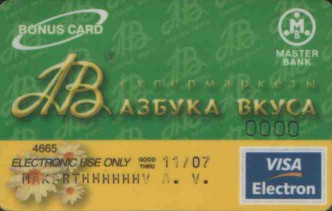 BONUS CARD
MASTER
BANK
АВ
супермаркеты
АЗБУКА ВКУСА
0000
4665
ELECTRONIC USE ONLY GOOD THRU 11/07
A. V.
VISA
Electron